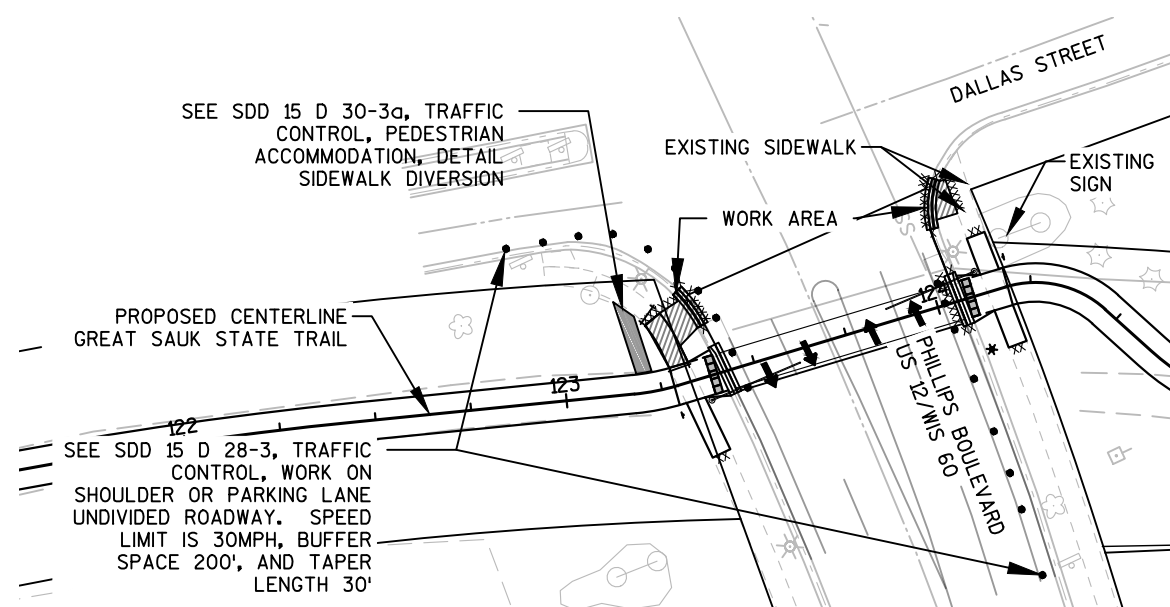 DALLAS STREET
SEE SDD 15 D 30-3a, TRAFFIC
CONTROL, PEDESTRIAN
ACCOMMODATION, DETAIL
SIDEWALK DIVERSION
EXISTING SIDEWALK
EXISTING
SIGN
WORK AREA
PROPOSED CENTERLINE
GREAT SAUK STATE TRAIL
122
123
PHILLIPS BOULEVARD
US 12/WIS 60
SEE SDD 15 D 28-3, TRAFFIC
CONTROL, WORK ON
SHOULDER OR PARKING LANE
UNDIVIDED ROADWAY. SPEED
LIMIT IS 30MPH, BUFFER
SPACE 200', AND TAPER
LENGTH 30'